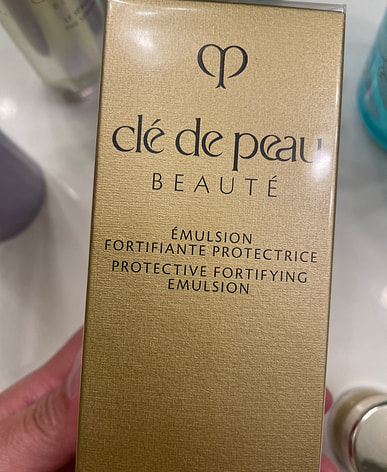 clé de peau
BEAUTÉ
ÉMULSION
FORTIFIANTE PROTECTRICE
PROTECTIVE FORTIFYING
EMULSION